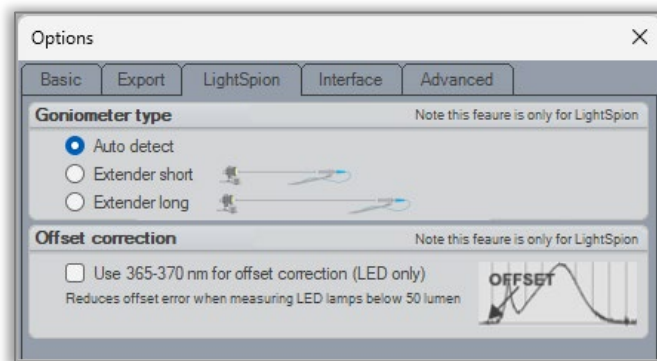 Options
Basic
Export
LightSpion
Interface
Advanced
Goniometer type
Note this feaure is only for LightSpion
Auto detect
Extender short
Extender long
Offset correction
Note this feaure is only for LightSpion
Use 365-370 nm for offset correction (LED only)
Reduces offset error when measuring LED lamps below 50 lumen
OFFSET